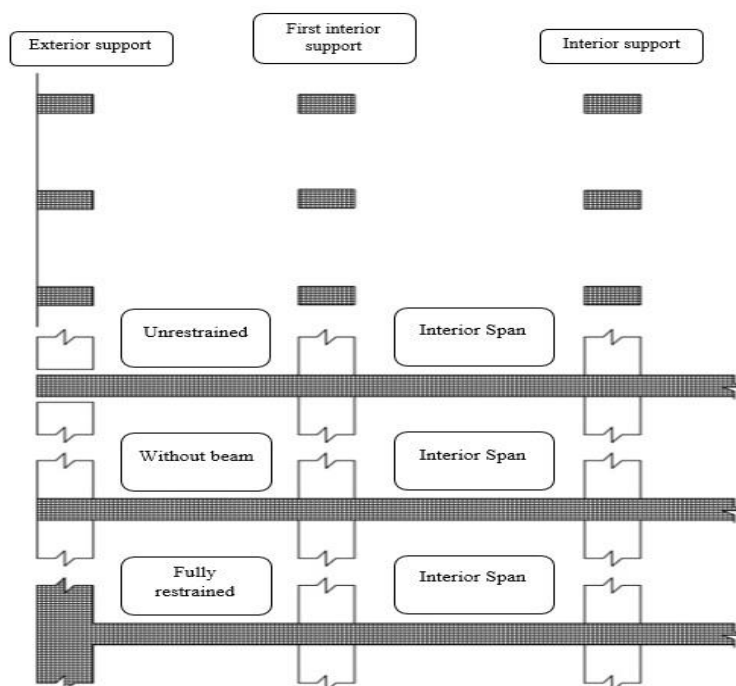 Exterior support
First interior
support
Interior support
Unrestrained
Interior Span
Without beam
Interior Span
Fully
restrained
Interior Span